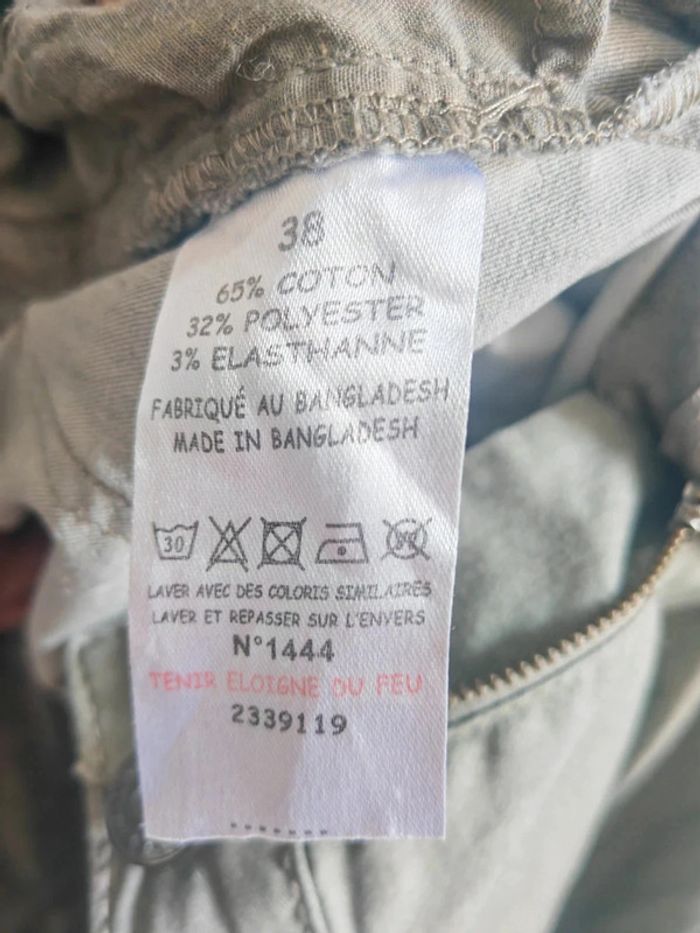 38
65% COTON
32% POLYESTER
3% ELASTHANNE
FABRIQUÉ AU BANGLADESH
MADE IN BANGLADESH
30
LAVER AVEC DES COLORIS SIMILAIRES
LAVER ET REPASSER SUR L'ENVERS
N°1444
TENIR ELOIGNE DU FEU
2339119